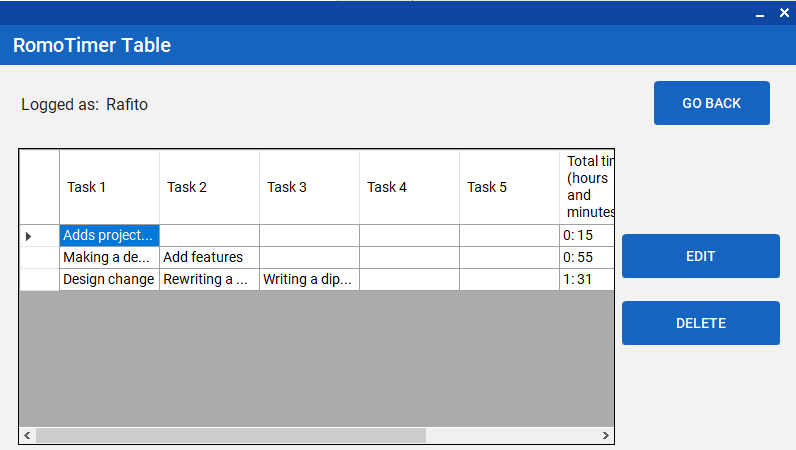 RomoTimer Table
Logged as: Rafito
GO BACK
Task 1 Task 2 Task 3 Task 4 Task 5 Total tir
(hours
and
minutes
Adds project... 0: 15
Making a de... Add features 0: 55
Design change Rewriting a ... Writing a dip... 1: 31
EDIT
DELETE